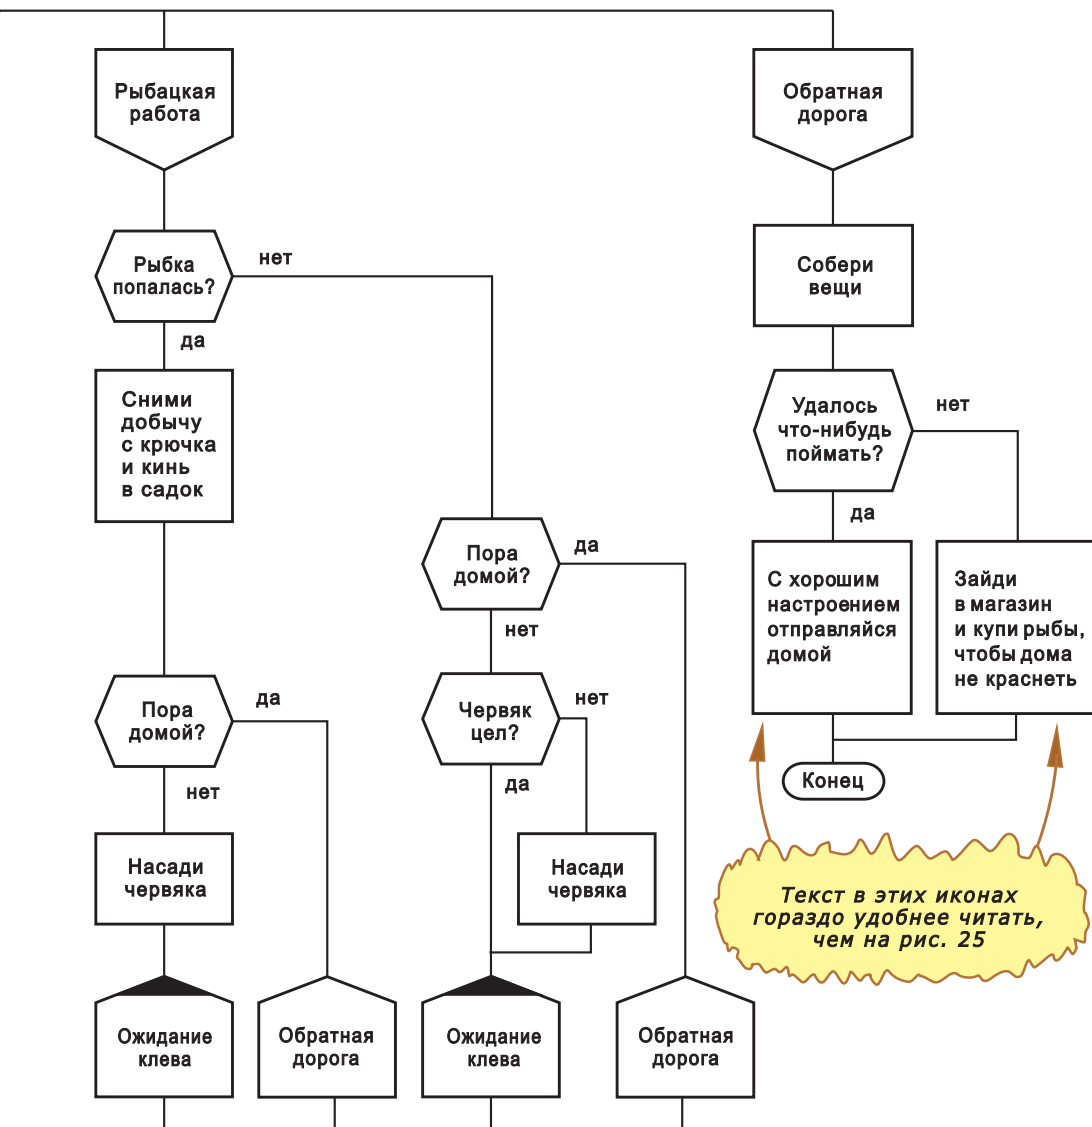 Рыбацкая
работа
Рыбка
попалась?
нет
да
Сними
добычу
с крючка
и кинь
в садок
Пора
домой?
да
нет
Насади
червяка
Ожидание
клева
Обратная
дорога
Пора
домой?
да
нет
Червяк
цел?
нет
да
Насади
червяка
Ожидание
клева
Обратная
дорога
Обратная
дорога
Собери
вещи
Удалось
что-нибудь
поймать?
нет
да
С хорошим
настроением
отправляйся
домой
Зайди
в магазин
и купи рыбы,
чтобы дома
не краснеть
Конец
Текст в этих иконах
гораздо удобнее читать,
чем на рис. 25